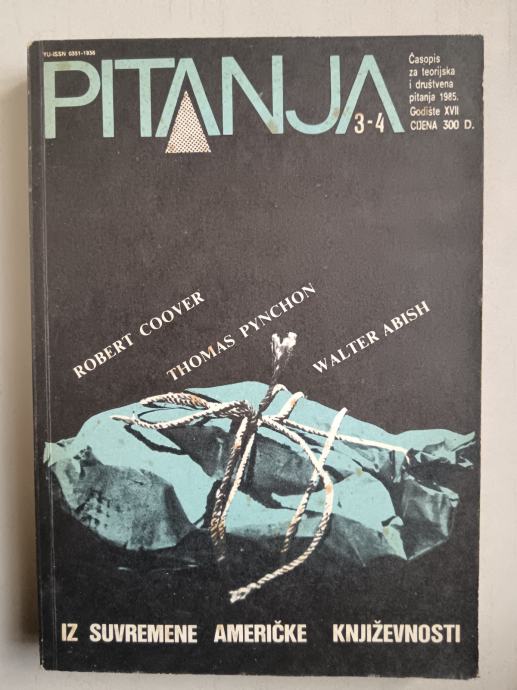 YU-ISSN 0351-1936
PITANJA
3-4
Časopis
za teorijska
i društvena
pitanja 1985.
Godište XVII
CIJENA 300 D.
ROBERT COOVER
THOMAS PYNCHON
WALTER ABISH
IZ SUVREMENE AMERIČKE KNJIŽEVNOSTI